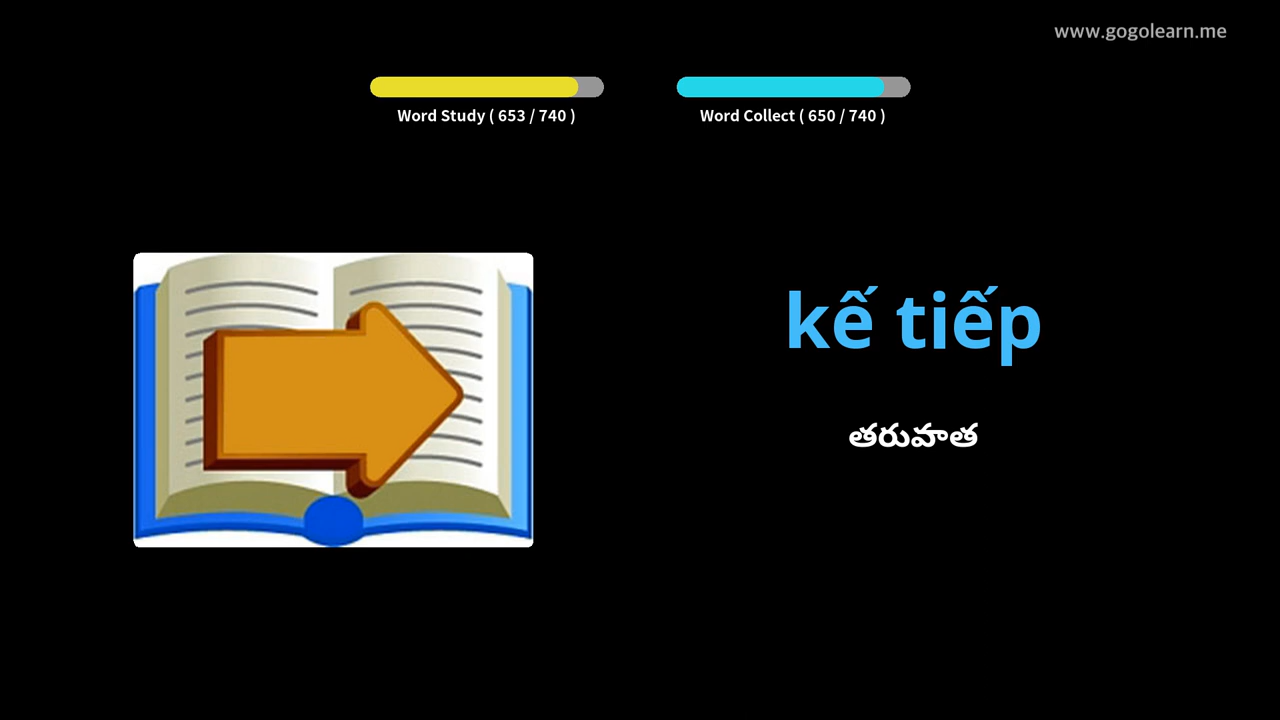 www.gogolearn.me
Word Study ( 653 / 740 )
Word Collect ( 650 / 740 )
kế tiếp
తరువాత